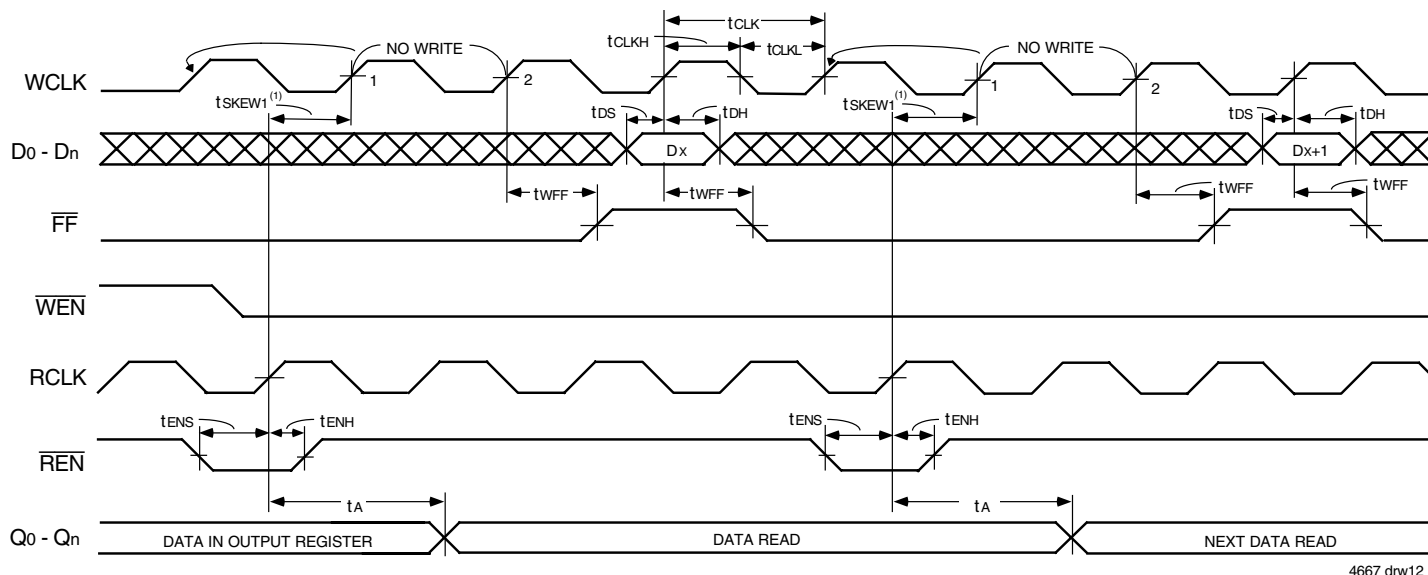 tCLK
tCLKH
tCLKL
NO WRITE
NO WRITE
WCLK
1
2
1
2
tSKEW1(1)
tDS
tDH
tSKEW1(1)
tDS
tDH
D0 - Dn
Dx
Dx+1
tWFF
tWFF
tWFF
tWFF
FF
WEN
RCLK
tENS
tENH
tENS
tENH
REN
tA
tA
Q0 - Qn
DATA IN OUTPUT REGISTER
DATA READ
NEXT DATA READ
4667 drw12